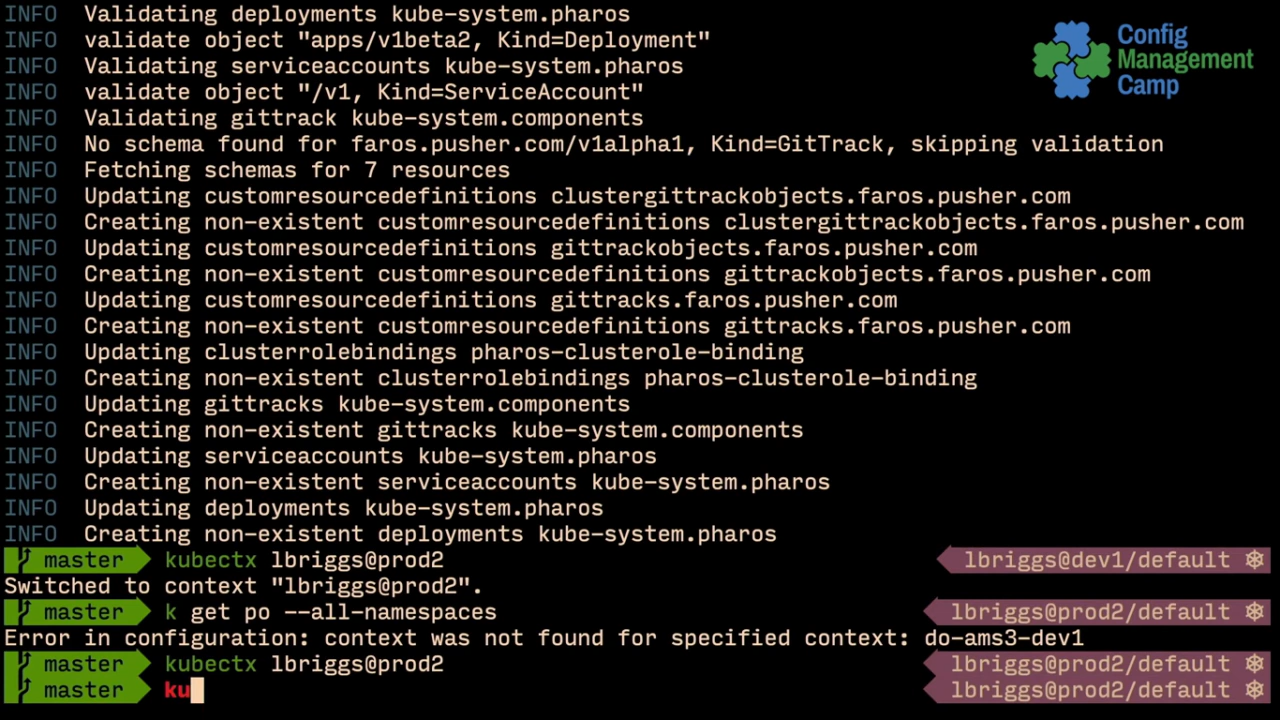 INFO Validating deployments kube-system.pharos
INFO validate object "apps/v1beta2, Kind=Deployment"
INFO Validating serviceaccounts kube-system.pharos
INFO validate object "/v1, Kind=ServiceAccount"
INFO Validating gittrack kube-system.components
INFO No schema found for faros.pusher.com/v1alpha1, Kind=GitTrack, skipping validation
INFO Fetching schemas for 7 resources
INFO Updating customresourcedefinitions clustergittrackobjects.faros.pusher.com
INFO Creating non-existent customresourcedefinitions clustergittrackobjects.faros.pusher.com
INFO Updating customresourcedefinitions gittrackobjects.faros.pusher.com
INFO Creating non-existent customresourcedefinitions gittrackobjects.faros.pusher.com
INFO Updating customresourcedefinitions gittracks.faros.pusher.com
INFO Creating non-existent customresourcedefinitions gittracks.faros.pusher.com
INFO Updating clusterrolebindings pharos-clusterole-binding
INFO Creating non-existent clusterrolebindings pharos-clusterole-binding
INFO Updating gittracks kube-system.components
INFO Creating non-existent gittracks kube-system.components
INFO Updating serviceaccounts kube-system.pharos
INFO Creating non-existent serviceaccounts kube-system.pharos
INFO Updating deployments kube-system.pharos
INFO Creating non-existent deployments kube-system.pharos
master kubectx lbriggs@prod2 lbriggs@dev1/default
Switched to context "lbriggs@prod2".
master k get po --all-namespaces lbriggs@prod2/default
Error in configuration: context was not found for specified context: do-ams3-dev1
master kubectx lbriggs@prod2 lbriggs@prod2/default
master ku lbriggs@prod2/default
Config
Management
Camp